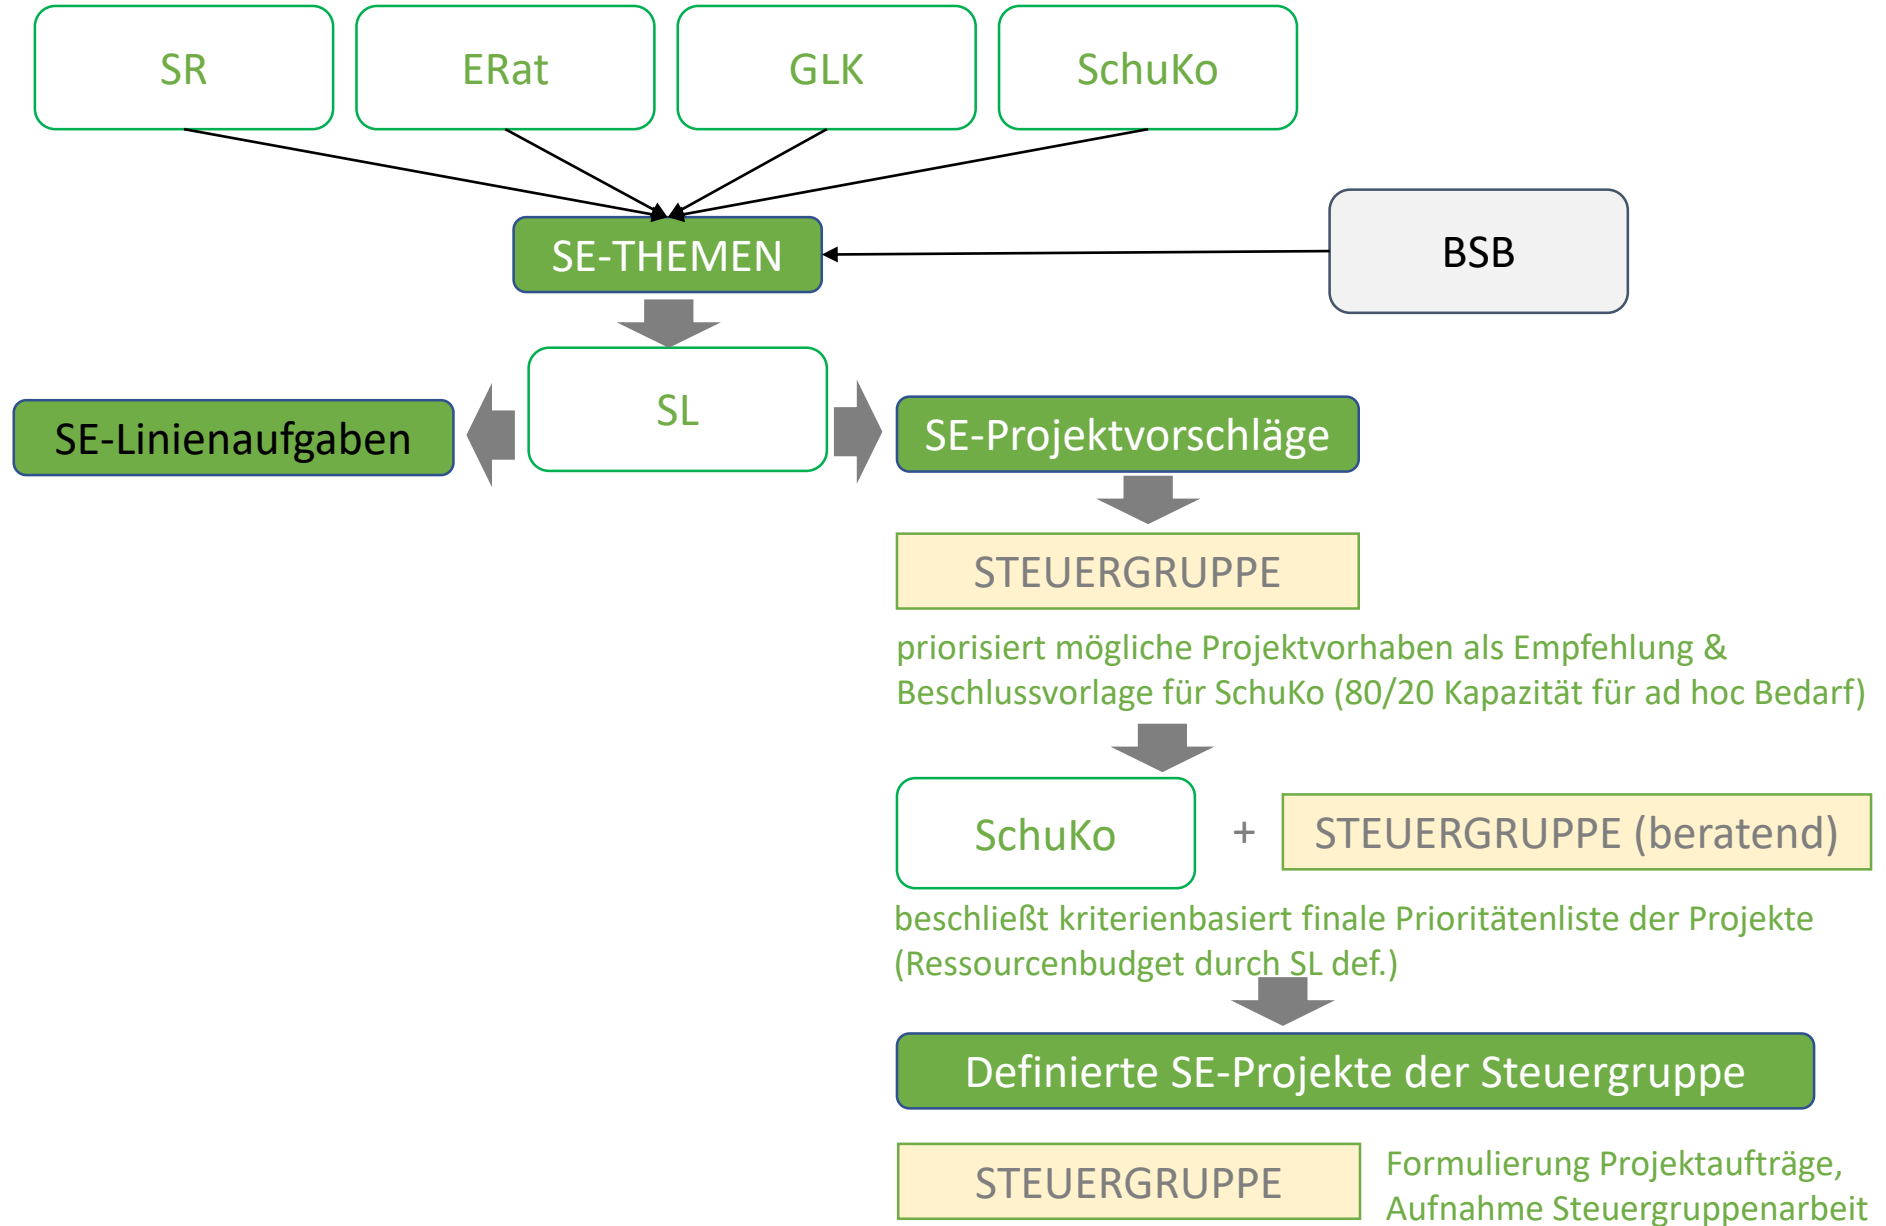 SR
ERat
GLK
SchuKo
SE-THEMEN
BSB
SL
SE-Linienaufgaben
SE-Projektvorschläge
STEUERGRUPPE
priorisiert mögliche Projektvorhaben als Empfehlung &
Beschlussvorlage für SchuKo (80/20 Kapazität für ad hoc Bedarf)
SchuKo
+
STEUERGRUPPE (beratend)
beschließt kriterienbasiert finale Prioritätenliste der Projekte
(Ressourcenbudget durch SL def.)
Definierte SE-Projekte der Steuergruppe
STEUERGRUPPE
Formulierung Projektaufträge,
Aufnahme Steuergruppenarbeit